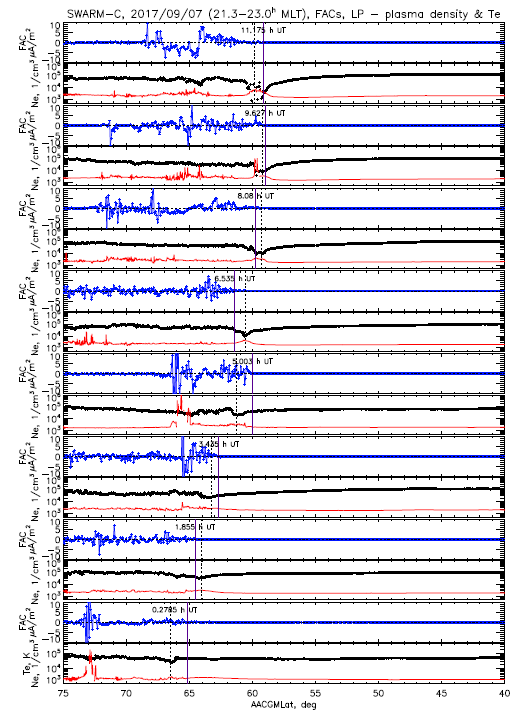 SWARM-C, 2017/09/07 (21.3-23.0h MLT), FACs, LP - plasma density & Te
11.175 h UT
9.627 h UT
8.08 h UT
6.535 h UT
5.003 h UT
3.435 h UT
1.855 h UT
0.2785 h UT
FAC μA/m²
Ne, 1/cm³
Te, K
75 70 65 60 55 50 45 40
AACGMLat, deg